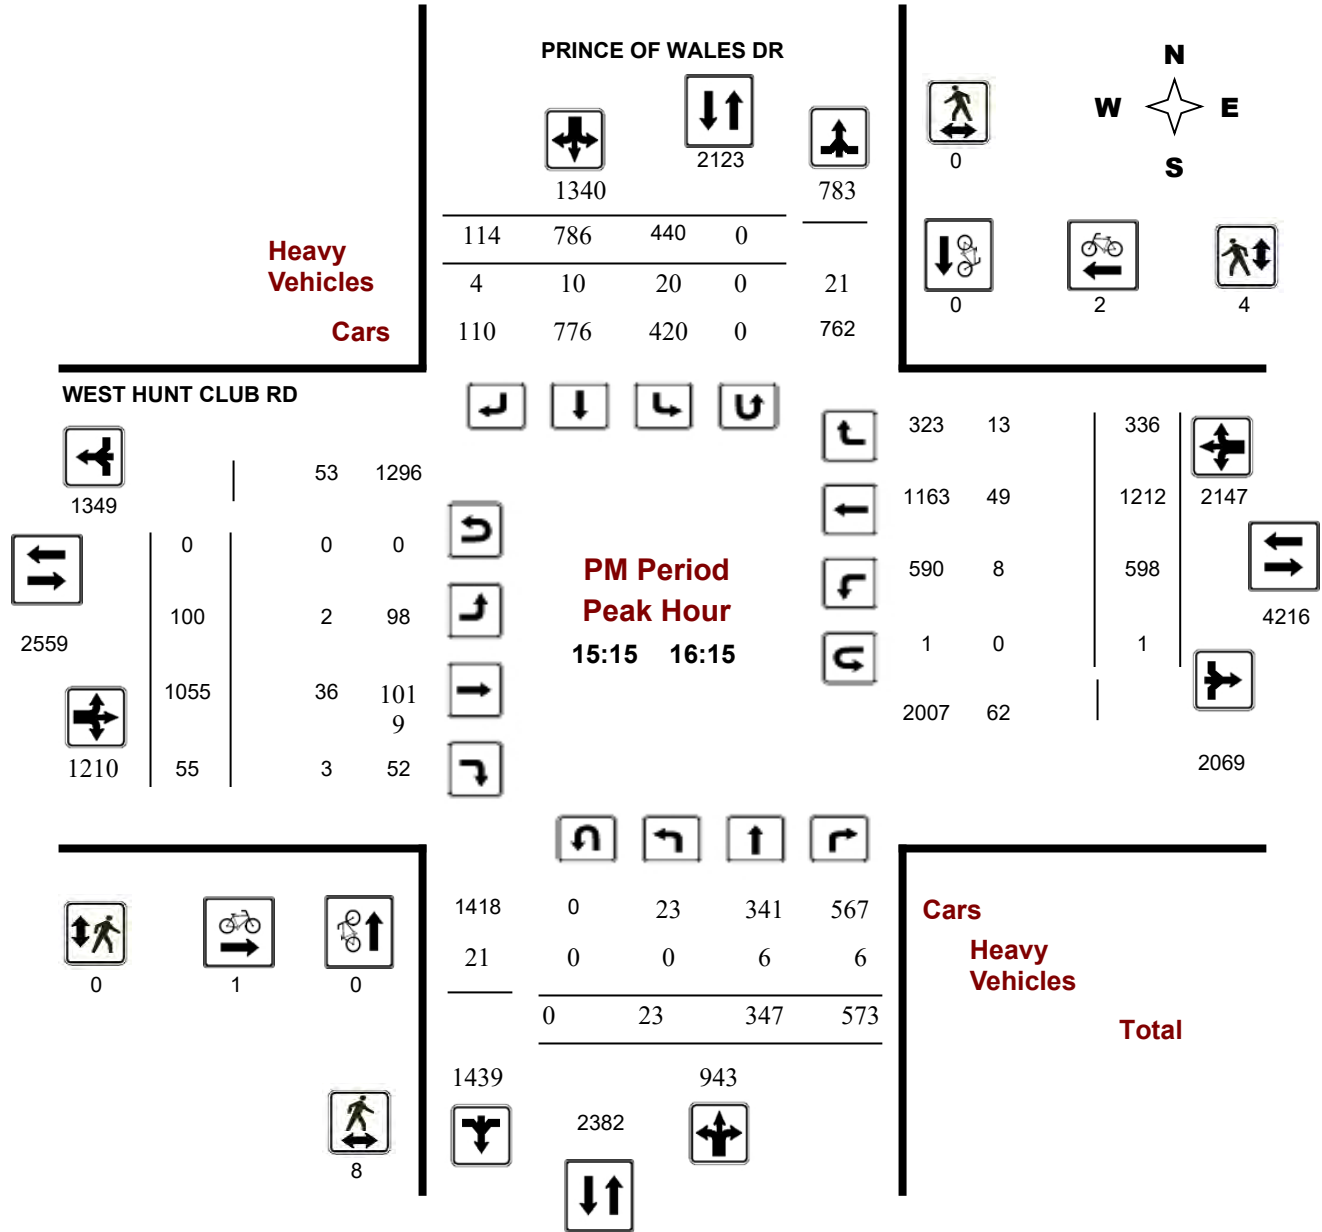 PRINCE OF WALES DR
N
W E
S
2123
0
1340 783
114 786 440 0
Heavy
Vehicles
4 10 20 0 21
0 2 4
Cars 110 776 420 0 762
WEST HUNT CLUB RD
323 13 336
53 1296
1349
1163 49 1212 2147
0 0 0
PM Period
590 8 598
Peak Hour
100 2 98
4216
2559
15:15 16:15
1 0 1
1055 36 101
9
2007 62
1210 55 3 52
2069
1418 0 23 341 567 Cars
21 0 0 6 6 Heavy
Vehicles
0 1 0
0 23 347 573
Total
1439 943
2382
8